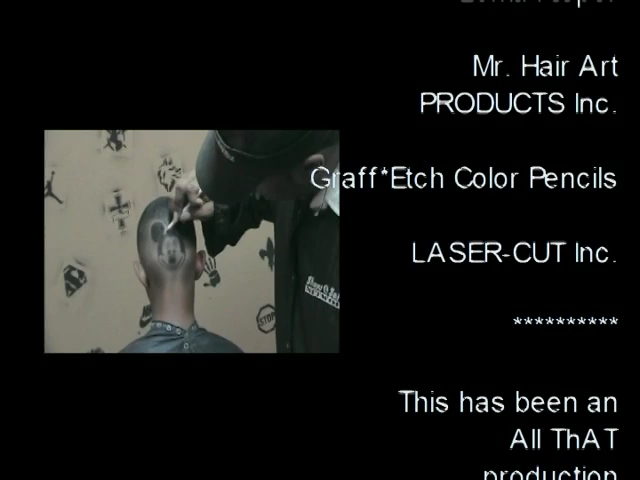 Mr. Hair Art
PRODUCTS Inc.
Graff*Etch Color Pencils
LASER-CUT Inc.
**********
This has been an
All ThAT
production
STOP